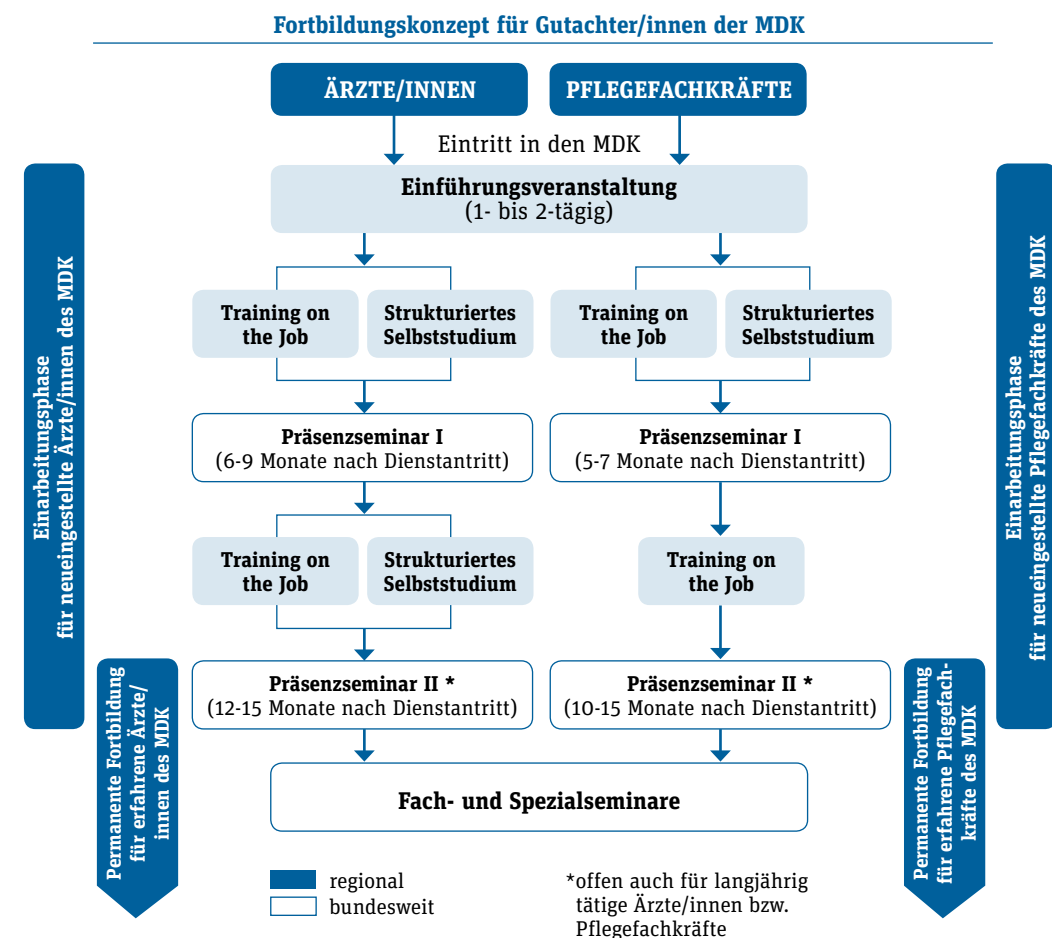 Fortbildungskonzept für Gutachter/innen der MDK
ÄRZTE/INNEN
PFLEGEFACHKRÄFTE
Eintritt in den MDK
Einführungsveranstaltung
(1- bis 2-tägig)
Training on
the Job
Strukturiertes
Selbststudium
Training on
the Job
Strukturiertes
Selbststudium
Präsenzseminar I
(6-9 Monate nach Dienstantritt)
Präsenzseminar I
(5-7 Monate nach Dienstantritt)
Training on
the Job
Strukturiertes
Selbststudium
Training on
the Job
Präsenzseminar II *
(12-15 Monate nach Dienstantritt)
Präsenzseminar II *
(10-15 Monate nach Dienstantritt)
Fach- und Spezialseminare
Einarbeitungsphase
für neueingestellte Ärzte/innen des MDK
Permanente Fortbildung
für erfahrene Ärzte/
innen des MDK
Einarbeitungsphase
für neueingestellte Pflegefachkräfte des MDK
Permanente Fortbildung
für erfahrene Pflegefach-
kräfte des MDK
regional
bundesweit
*offen auch für langjährig
tätige Ärzte/innen bzw.
Pflegefachkräfte